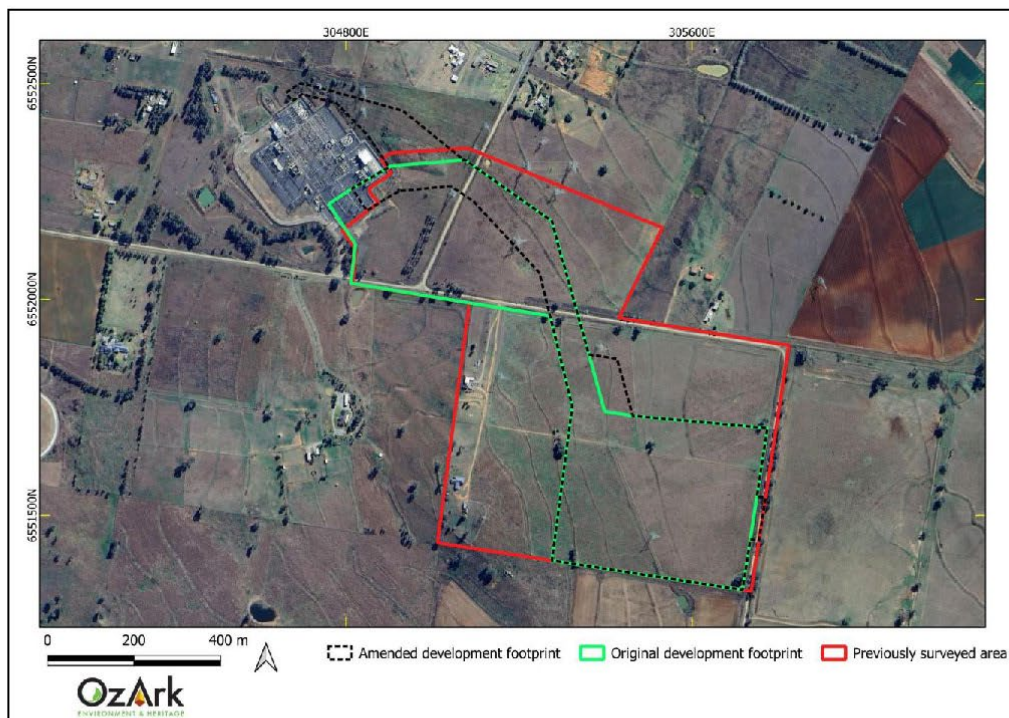 304800E
305600E
6552500N
6552000N
6551500N
0 200 400 m
Amended development footprint
Original development footprint
Previously surveyed area
OzArk
ENVIRONMENT & HERITAGE